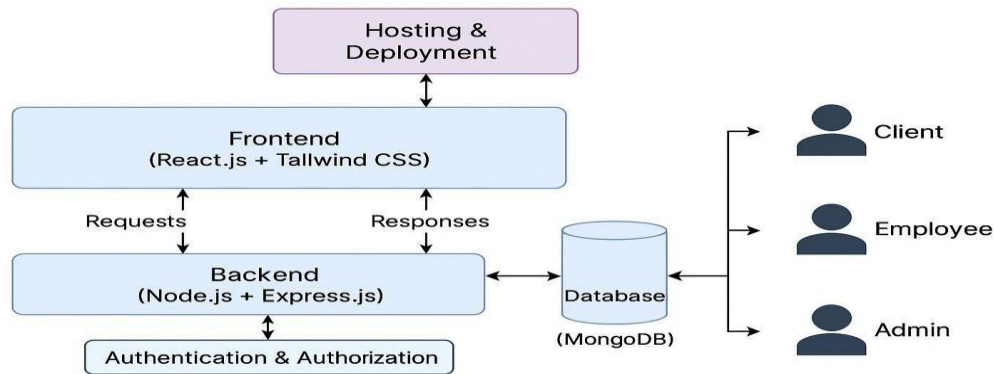 Hosting &
Deployment
Frontend
(React.js + Tallwind CSS)
Requests
Responses
Backend
(Node.js + Express.js)
Authentication & Authorization
Database
(MongoDB)
Client
Employee
Admin